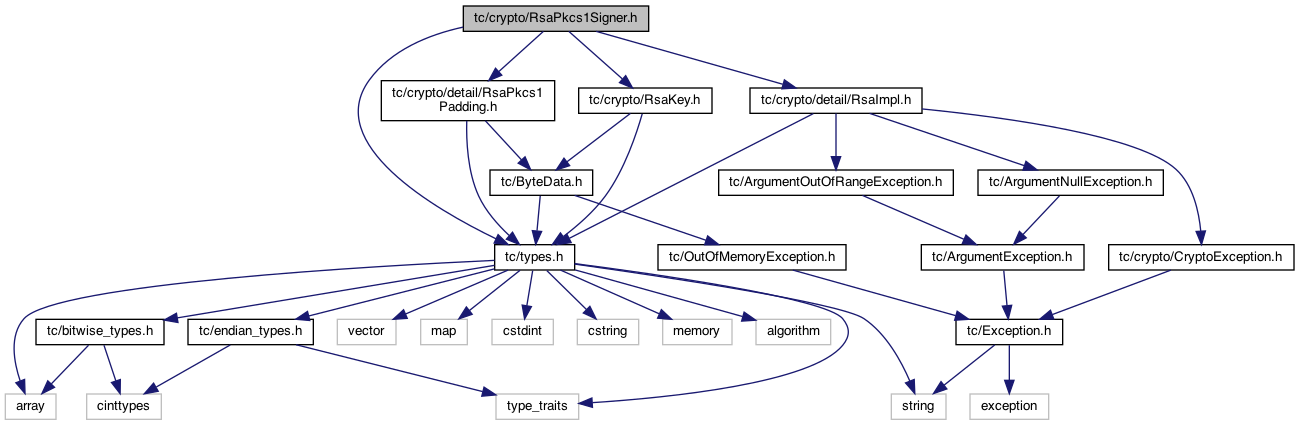 tc/crypto/RsaPkcs1Signer.h
tc/crypto/detail/RsaPkcs1
Padding.h
tc/crypto/RsaKey.h
tc/crypto/detail/RsaImpl.h
tc/ByteData.h
tc/ArgumentOutOfRangeException.h
tc/ArgumentNullException.h
tc/types.h
tc/OutOfMemoryException.h
tc/ArgumentException.h
tc/crypto/CryptoException.h
tc/bitwise_types.h
tc/endian_types.h
vector
map
cstdint
cstring
memory
algorithm
tc/Exception.h
array
cinttypes
type_traits
string
exception